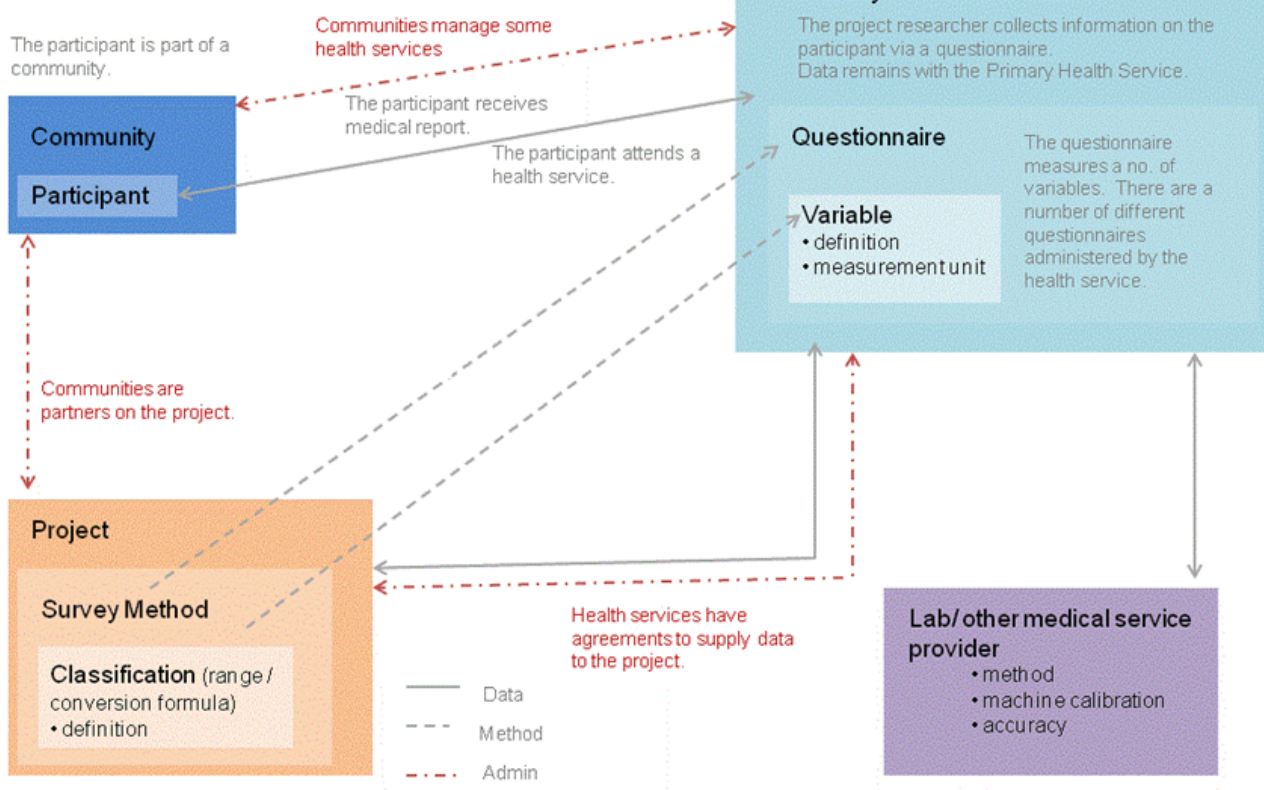 The participant is part of a
community.
Communities manage some
health services
The project researcher collects information on the
participant via a questionnaire.
Data remains with the Primary Health Service.
Community
Participant
The participant receives
medical report.
The participant attends a
health service.
Questionnaire
Variable
• definition
• measurement unit
The questionnaire
measures a no. of
variables. There are a
number of different
questionnaires
administered by the
health service.
Communities are
partners on the project.
Project
Survey Method
Classification (range /
conversion formula)
• definition
Health services have
agreements to supply data
to the project.
Data
Method
Admin
Lab/ other medical service
provider
• method
• machine calibration
• accuracy